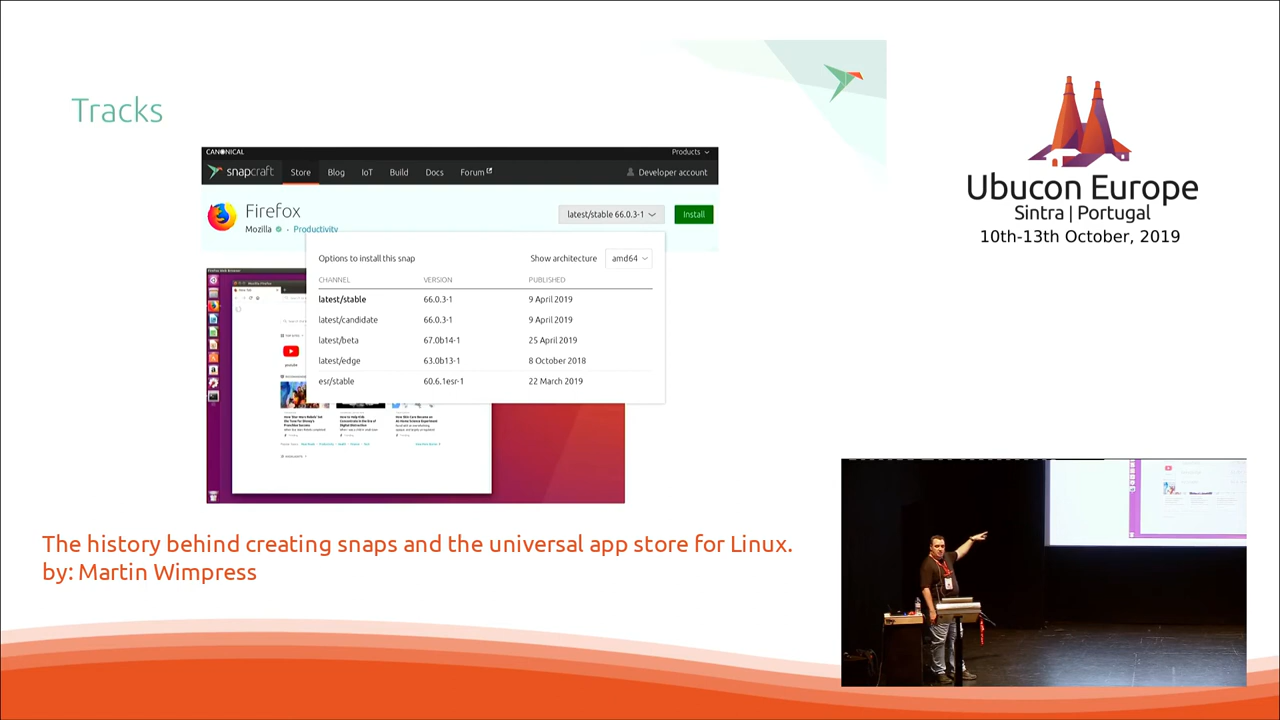 Tracks
CANONICAL
Products
snapcraft Store Blog IoT Build Docs Forum Developer account
Firefox
Mozilla · Productivity
latest/stable 66.0.3-1
Install
Options to install this snap
Show architecture amd64
CHANNEL VERSION PUBLISHED
latest/stable 66.0.3-1 9 April 2019
latest/candidate 66.0.3-1 9 April 2019
latest/beta 67.0b14-1 25 April 2019
latest/edge 63.0b13-1 8 October 2018
esr/stable 60.6.1esr-1 22 March 2019
Ubucon Europe
Sintra | Portugal
10th-13th October, 2019
The history behind creating snaps and the universal app store for Linux.
by: Martin Wimpress